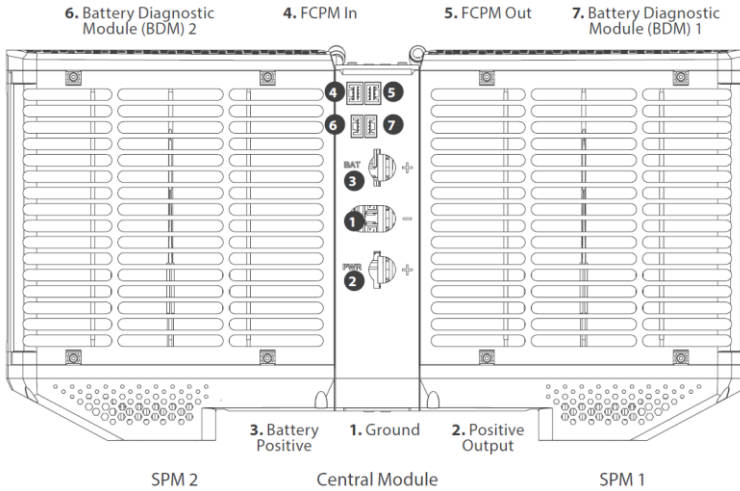 6. Battery Diagnostic
Module (BDM) 2
4. FCPM In
5. FCPM Out
7. Battery Diagnostic
Module (BDM) 1
4
5
6
7
BAT
+
3
1
−
PWR
+
2
3. Battery
Positive
1. Ground
2. Positive
Output
SPM 2
Central Module
SPM 1